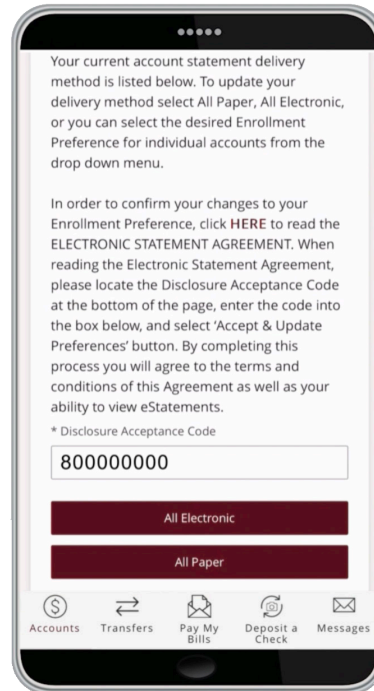 Your current account statement delivery
method is listed below. To update your
delivery method select All Paper, All Electronic,
or you can select the desired Enrollment
Preference for individual accounts from the
drop down menu.
In order to confirm your changes to your
Enrollment Preference, click HERE to read the
ELECTRONIC STATEMENT AGREEMENT. When
reading the Electronic Statement Agreement,
please locate the Disclosure Acceptance Code
at the bottom of the page, enter the code into
the box below, and select ‘Accept & Update
Preferences’ button. By completing this
process you will agree to the terms and
conditions of this Agreement as well as your
ability to view eStatements.
* Disclosure Acceptance Code
800000000
All Electronic
All Paper
Accounts Transfers Pay My Deposit a Messages
Bills Check